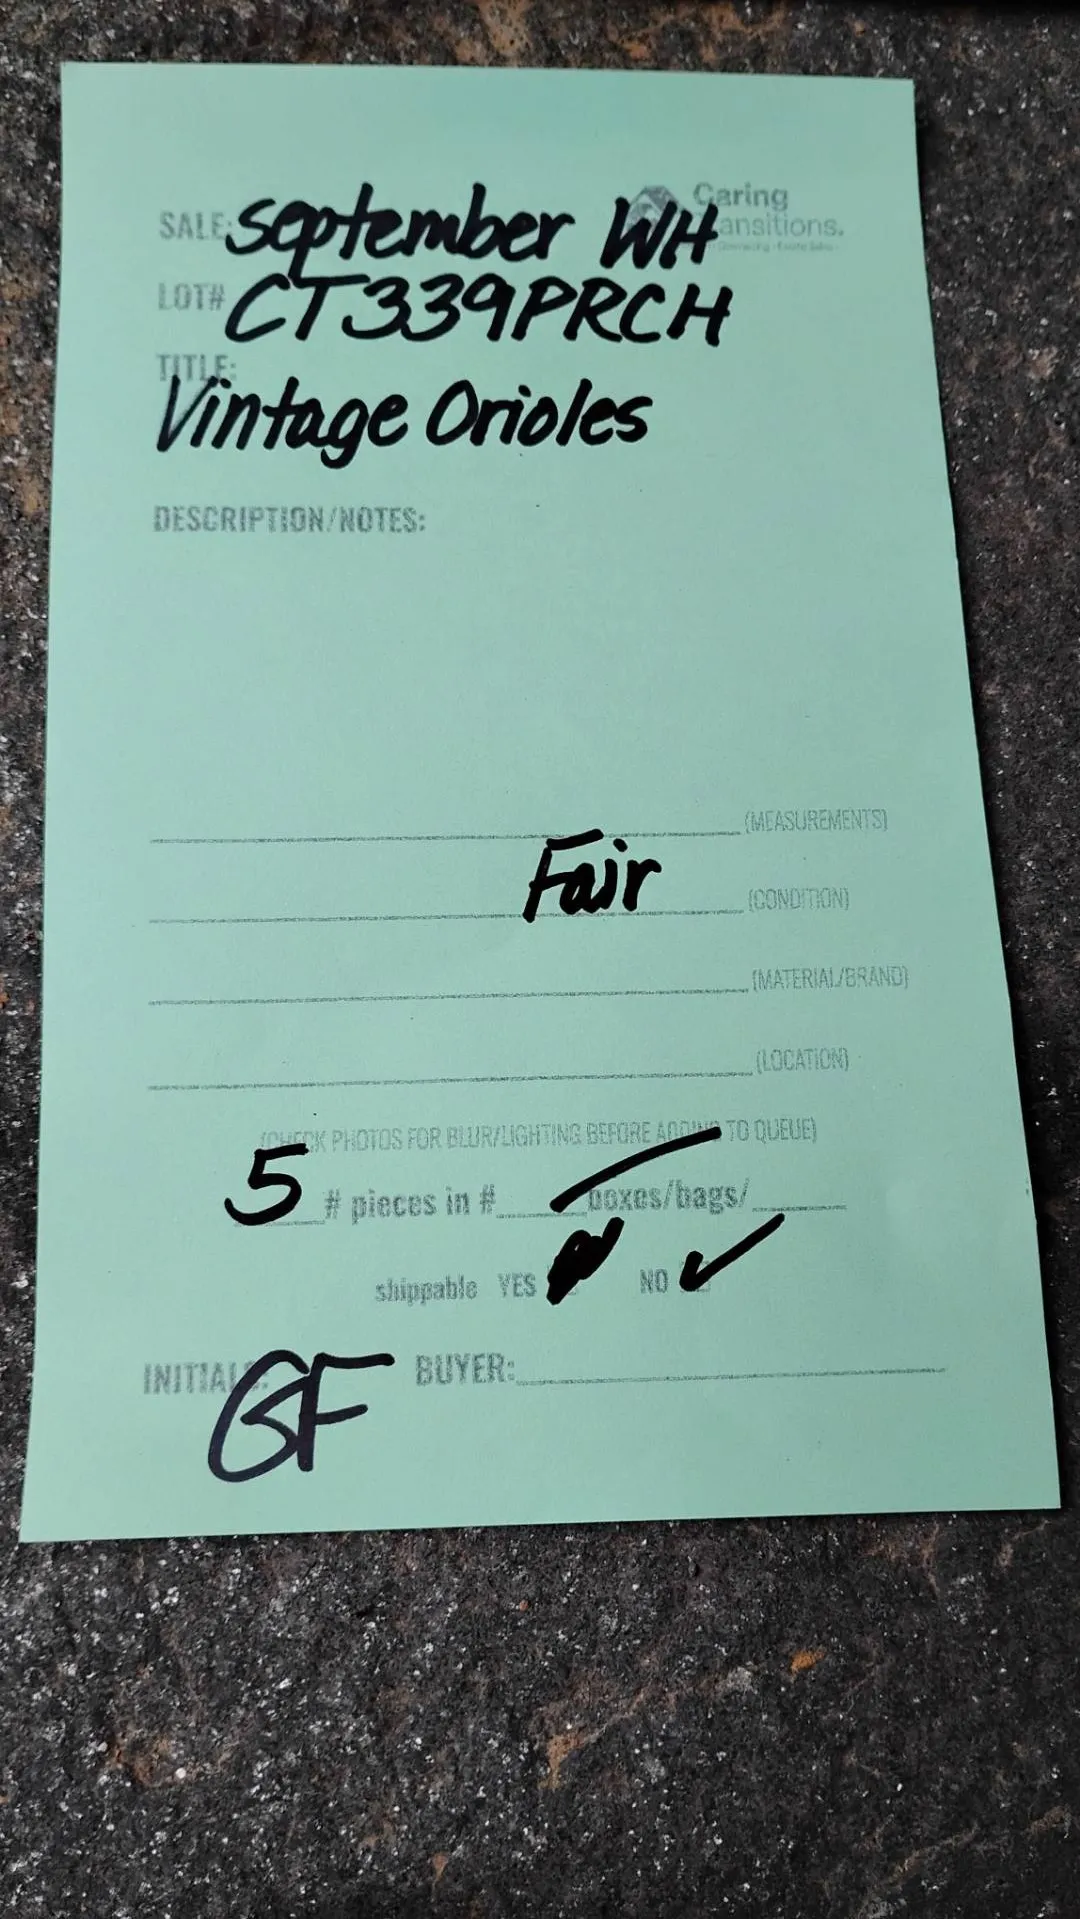 Caring
SALE: September WH
LOT# CT339PRCH
TITLE:
Vintage Orioles
DESCRIPTION/NOTES:
(MEASUREMENTS)
Fair (CONDITION)
(MATERIAL/BRAND)
(LOCATION)
(CHECK PHOTOS FOR BLUR/LIGHTING BEFORE ADDING TO QUEUE)
5 # pieces in # boxes/bags/
shippable YES NO ✓
INITIALS: GF BUYER: